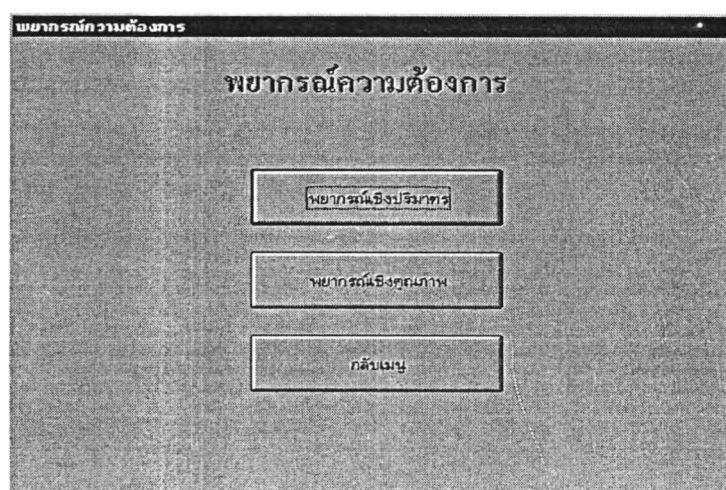 พยากรณ์ความต้องการ
พยากรณ์ความต้องการ
พยากรณ์เชิงปริมาตร
พยากรณ์เชิงคุณภาพ
กลับเมนู